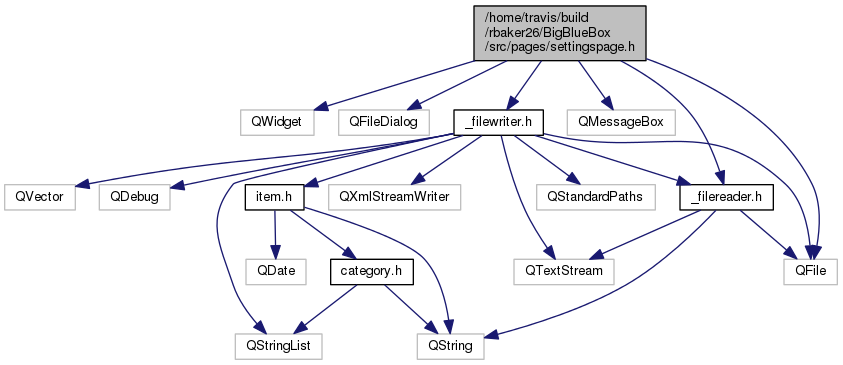 /home/travis/build
/rbaker26/BigBlueBox
/src/pages/settingspage.h
QWidget
QFileDialog
_filewriter.h
QMessageBox
QVector
QDebug
item.h
QXmlStreamWriter
QStandardPaths
_filereader.h
QDate
category.h
QTextStream
QFile
QStringList
QString